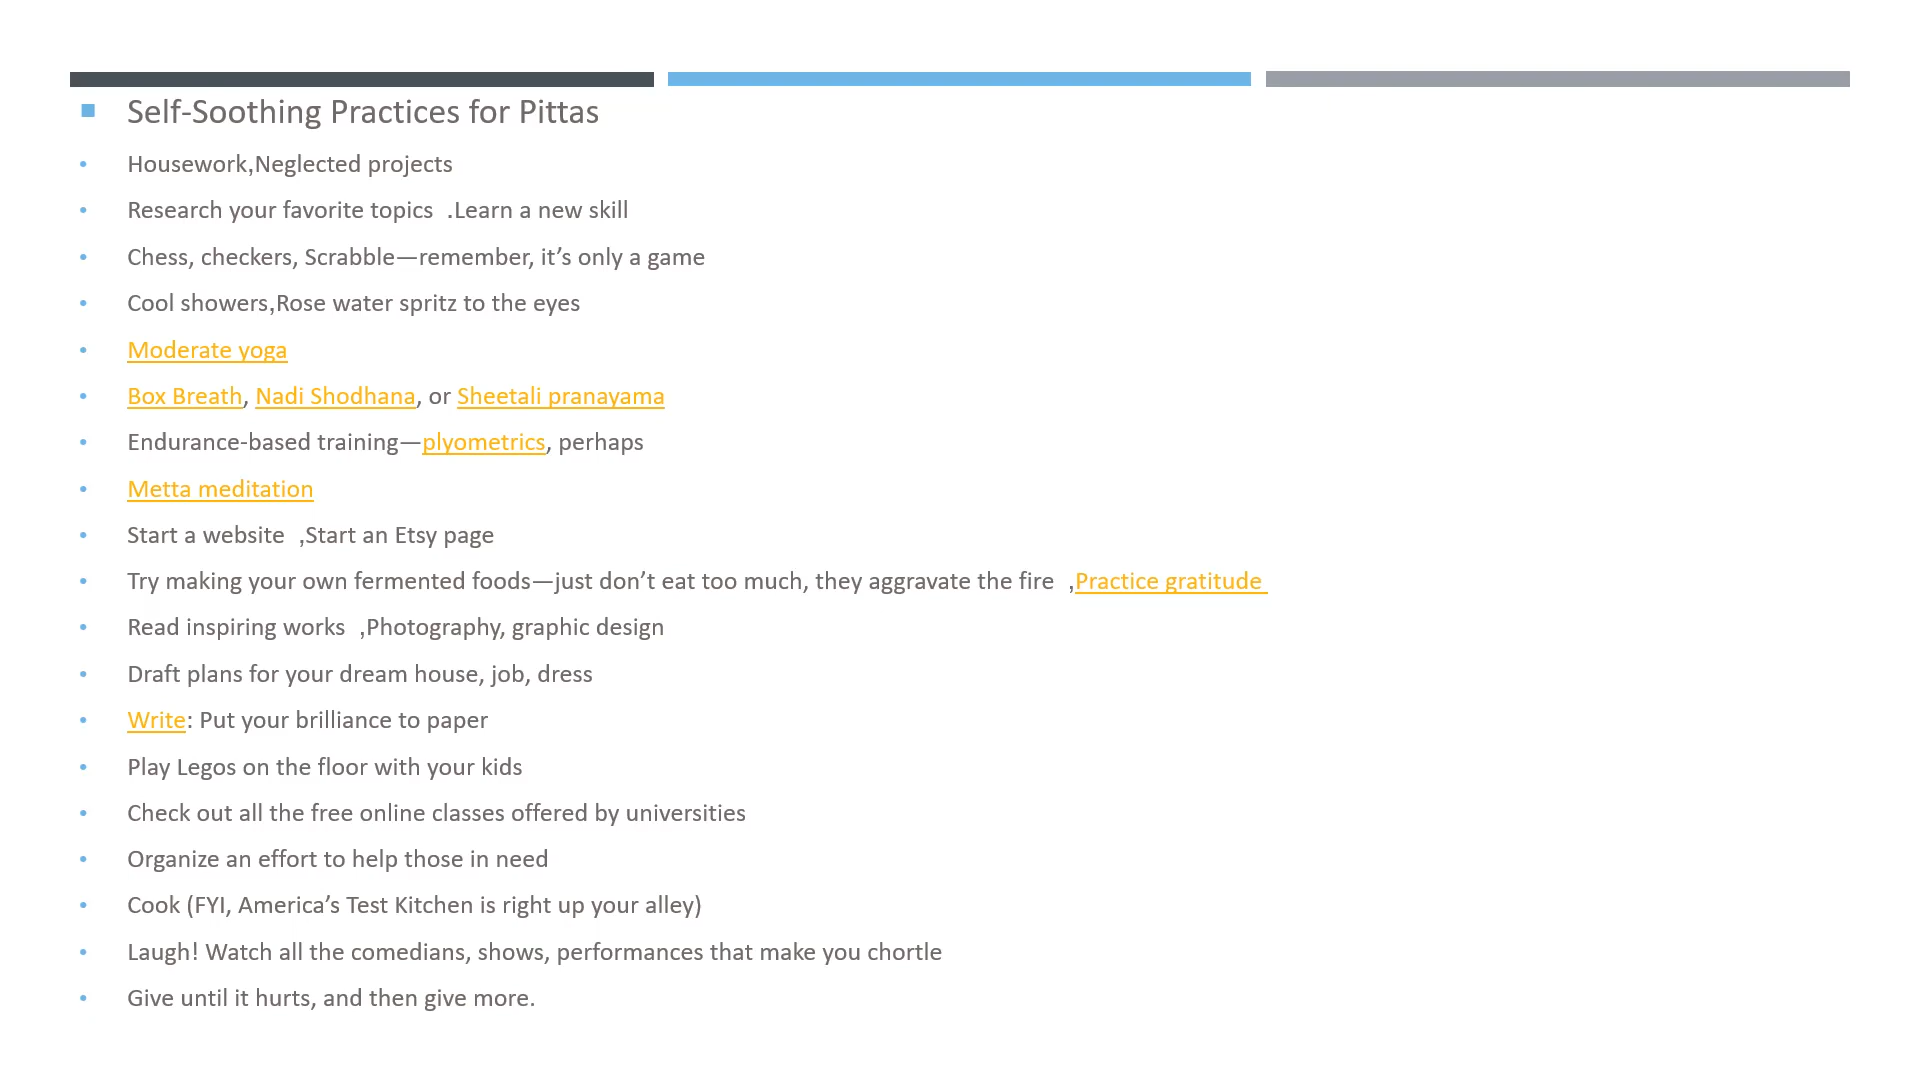 Self-Soothing Practices for Pittas
Housework,Neglected projects
Research your favorite topics  .Learn a new skill
Chess, checkers, Scrabble—remember, it’s only a game
Cool showers,Rose water spritz to the eyes
Moderate yoga
Box Breath, Nadi Shodhana, or Sheetali pranayama
Endurance-based training—plyometrics, perhaps
Metta meditation
Start a website  ,Start an Etsy page
Try making your own fermented foods—just don’t eat too much, they aggravate the fire  ,Practice gratitude
Read inspiring works  ,Photography, graphic design
Draft plans for your dream house, job, dress
Write: Put your brilliance to paper
Play Legos on the floor with your kids
Check out all the free online classes offered by universities
Organize an effort to help those in need
Cook (FYI, America’s Test Kitchen is right up your alley)
Laugh! Watch all the comedians, shows, performances that make you chortle
Give until it hurts, and then give more.